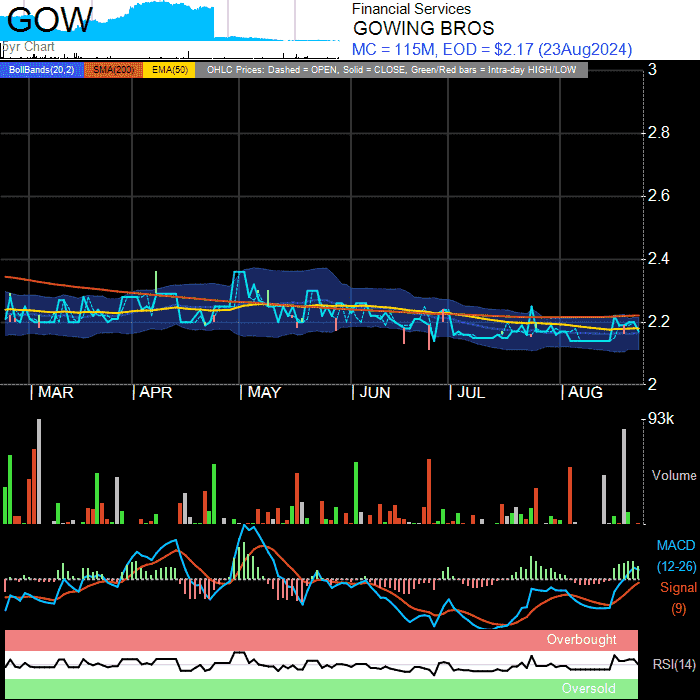 GOW
Financial Services
GOWING BROS
MC = 115M, EOD = $2.17 (23Aug2024)
yr Chart
BollBands(20,2) SMA(200) EMA(50) OHLC Prices: Dashed = OPEN, Solid = CLOSE, Green/Red bars = Intra-day HIGH/LOW
3
2.8
2.6
2.4
2.2
2
MAR APR MAY JUN JUL AUG
93k
Volume
MACD
(12-26)
Signal
(9)
Overbought
RSI(14)
Oversold